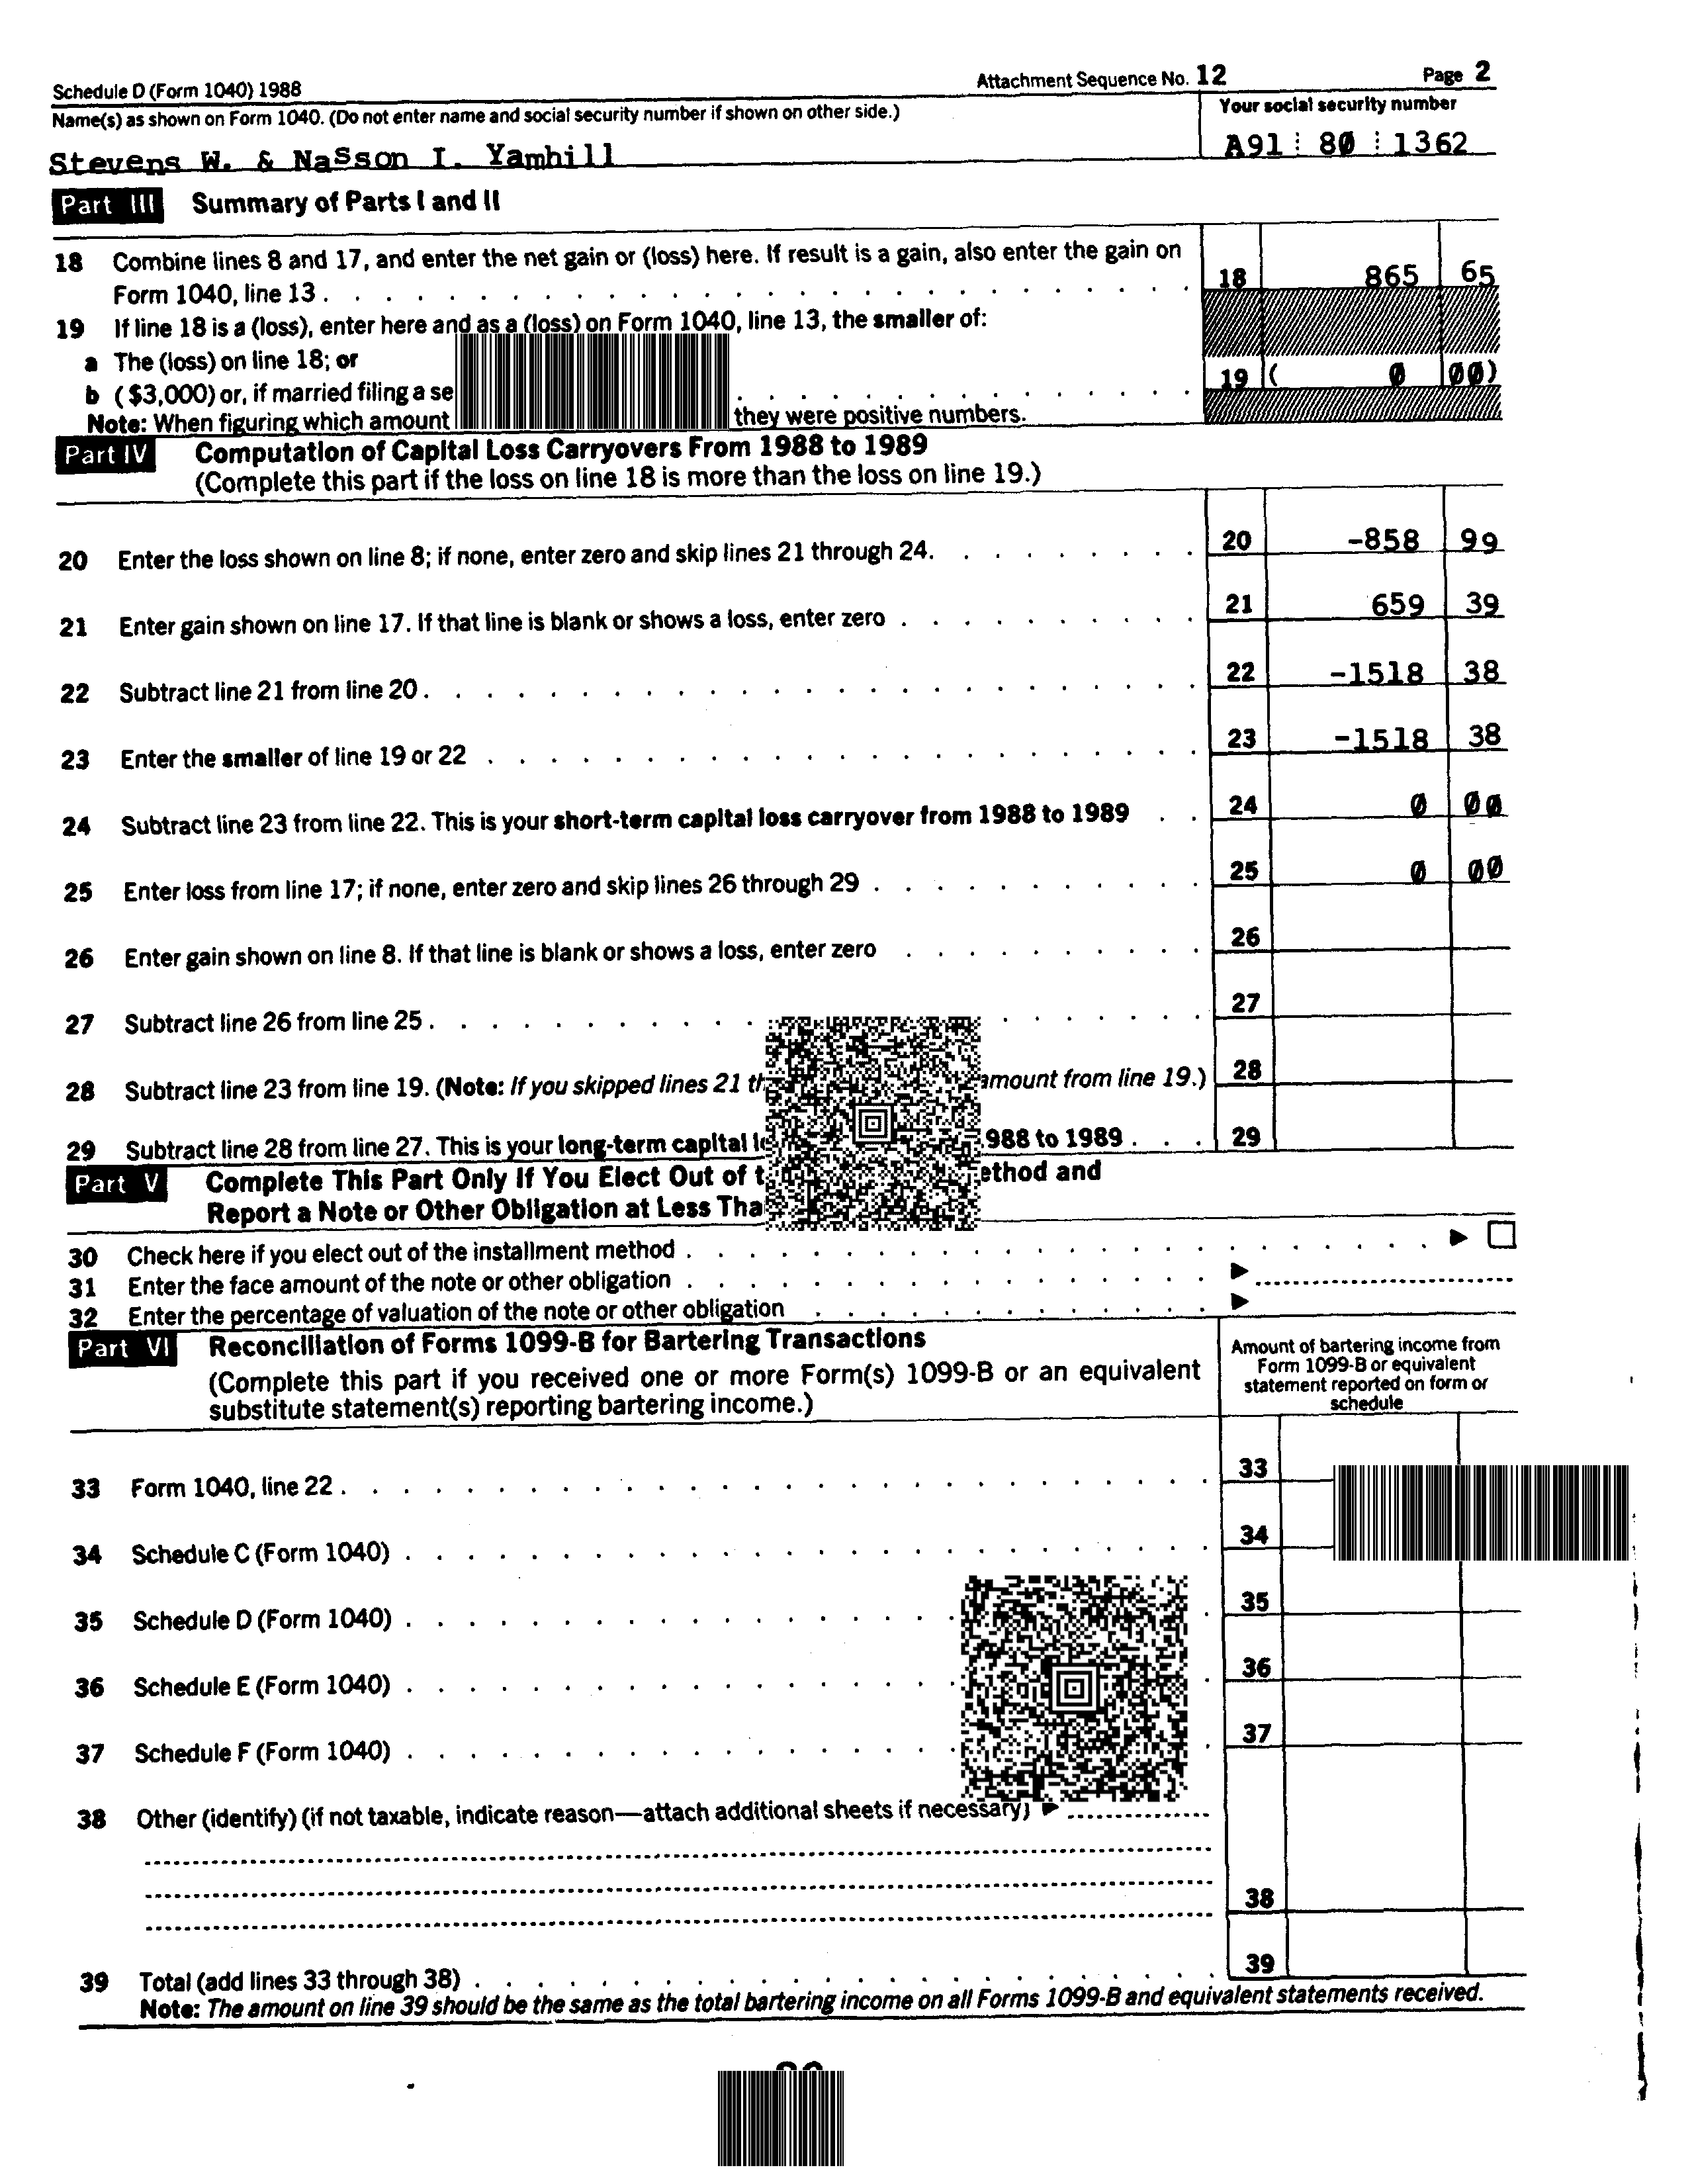 Schedule D (Form 1040) 1988 Attachment Sequence No. 12 Page 2
Name(s) as shown on Form 1040. (Do not enter name and social security number if shown on other side.) Your social security number
Stevens W. & NaSson I. Yamhill A91 80 1362
Part III Summary of Parts I and II
18 Combine lines 8 and 17, and enter the net gain or (loss) here. If result is a gain, also enter the gain on
Form 1040, line 13 . 18 865 65
19 If line 18 is a (loss), enter here and as a (loss) on Form 1040, line 13, the smaller of:
a The (loss) on line 18; or
b ($3,000) or, if married filing a se 19 ( 0 00)
Note: When figuring which amount they were positive numbers.
Part IV Computation of Capital Loss Carryovers From 1988 to 1989
(Complete this part if the loss on line 18 is more than the loss on line 19.)
20 Enter the loss shown on line 8; if none, enter zero and skip lines 21 through 24. 20 -858 99
21 Enter gain shown on line 17. If that line is blank or shows a loss, enter zero 21 659 39
22 Subtract line 21 from line 20 . 22 -1518 38
23 Enter the smaller of line 19 or 22 23 -1518 38
24 Subtract line 23 from line 22. This is your short-term capital loss carryover from 1988 to 1989 24 0 00
25 Enter loss from line 17; if none, enter zero and skip lines 26 through 29 . 25 0 00
26 Enter gain shown on line 8. If that line is blank or shows a loss, enter zero 26
27 Subtract line 26 from line 25 . 27
28 Subtract line 23 from line 19. (Note: If you skipped lines 21 amount from line 19.) 28
29 Subtract line 28 from line 27. This is your long-term capital 1988 to 1989 . 29
Part V Complete This Part Only If You Elect Out of and
Report a Note or Other Obligation at Less
30 Check here if you elect out of the installment method . ▶ ☐
31 Enter the face amount of the note or other obligation . ▶
32 Enter the percentage of valuation of the note or other obligation ▶
Part VI Reconciliation of Forms 1099-B for Bartering Transactions
(Complete this part if you received one or more Form(s) 1099-B or an equivalent
substitute statement(s) reporting bartering income.)
Amount of bartering income from
Form 1099-B or equivalent
statement reported on form or
schedule
33 Form 1040, line 22 . 33
34 Schedule C (Form 1040) . 34
35 Schedule D (Form 1040) . 35
36 Schedule E (Form 1040) . 36
37 Schedule F (Form 1040) . 37
38 Other (identify) (if not taxable, indicate reason—attach additional sheets if necessary) ▶
38
39 Total (add lines 33 through 38) . 39
Note: The amount on line 39 should be the same as the total bartering income on all Forms 1099-B and equivalent statements received.